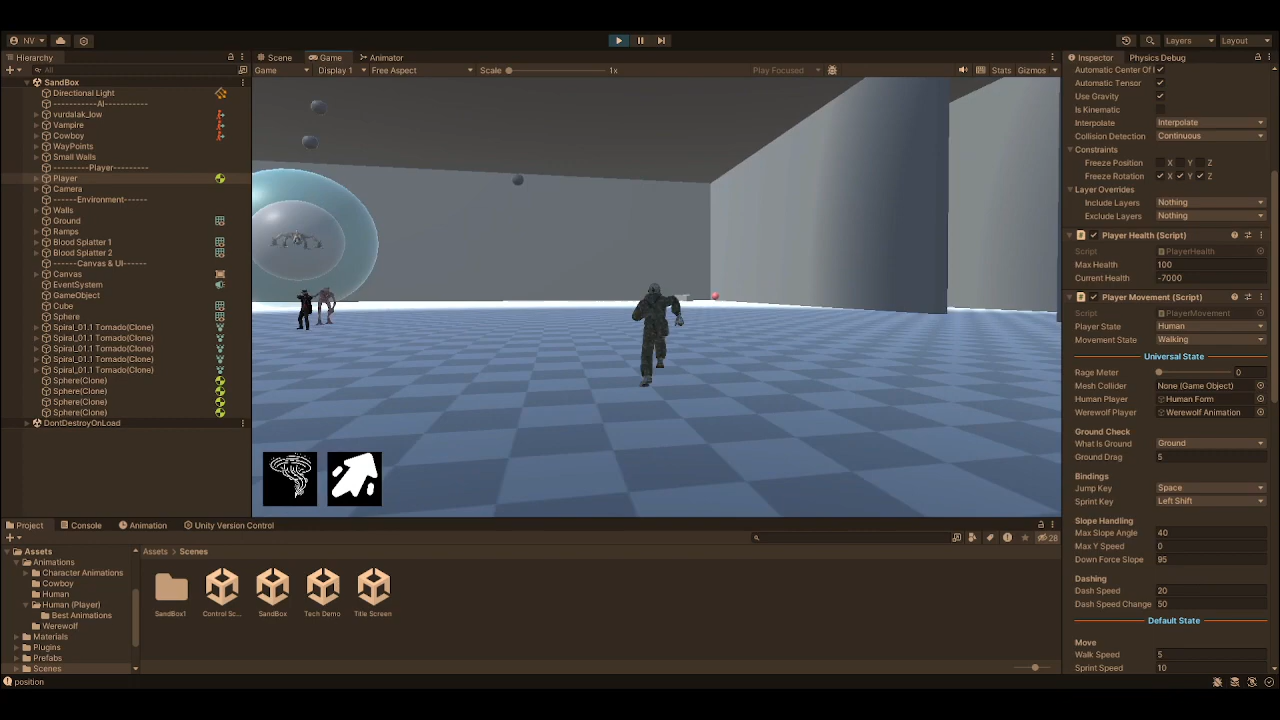 NV
Layers
Layout
Hierarchy
All
SandBox
Directional Light
-----------AI-----------
vurdalak_low
Vampire
Cowboy
WayPoints
Small Walls
---------Player---------
Player
Camera
------Environment------
Walls
Ground
Ramps
Blood Splatter 1
Blood Splatter 2
------Canvas & UI------
Canvas
EventSystem
GameObject
Cube
Sphere
Spiral_01.1 Tornado(Clone)
Spiral_01.1 Tornado(Clone)
Spiral_01.1 Tornado(Clone)
Spiral_01.1 Tornado(Clone)
Spiral_01.1 Tornado(Clone)
Sphere(Clone)
Sphere(Clone)
Sphere(Clone)
Sphere(Clone)
DontDestroyOnLoad
Scene Game Animator
Game Display 1 Free Aspect Scale 1x Play Focused Stats Gizmos
Inspector Physics Debug
Automatic Center Of
Automatic Tensor
Use Gravity
Is Kinematic
Interpolate Interpolate
Collision Detection Continuous
Constraints
Freeze Position X Y Z
Freeze Rotation X Y Z
Layer Overrides
Include Layers Nothing
Exclude Layers Nothing
Player Health (Script)
Script PlayerHealth
Max Health 100
Current Health -7000
Player Movement (Script)
Script PlayerMovement
Player State Human
Movement State Walking
Universal State
Rage Meter 0
Mesh Collider None (Game Object)
Human Player Human Form
Werewolf Player Werewolf Animation
Ground Check
What Is Ground Ground
Ground Drag 5
Bindings
Jump Key Space
Sprint Key Left Shift
Slope Handling
Max Slope Angle 40
Max Y Speed 0
Down Force Slope 95
Dashing
Dash Speed 20
Dash Speed Change 50
Default State
Move
Walk Speed 5
Sprint Speed 10
Project Console Animation Unity Version Control
28
Assets
Animations
Character Animations
Cowboy
Human
Human (Player)
Best Animations
Werewolf
Materials
Plugins
Prefabs
Scenes
Assets > Scenes
SandBox1 Control Sc... SandBox Tech Demo Title Screen
position